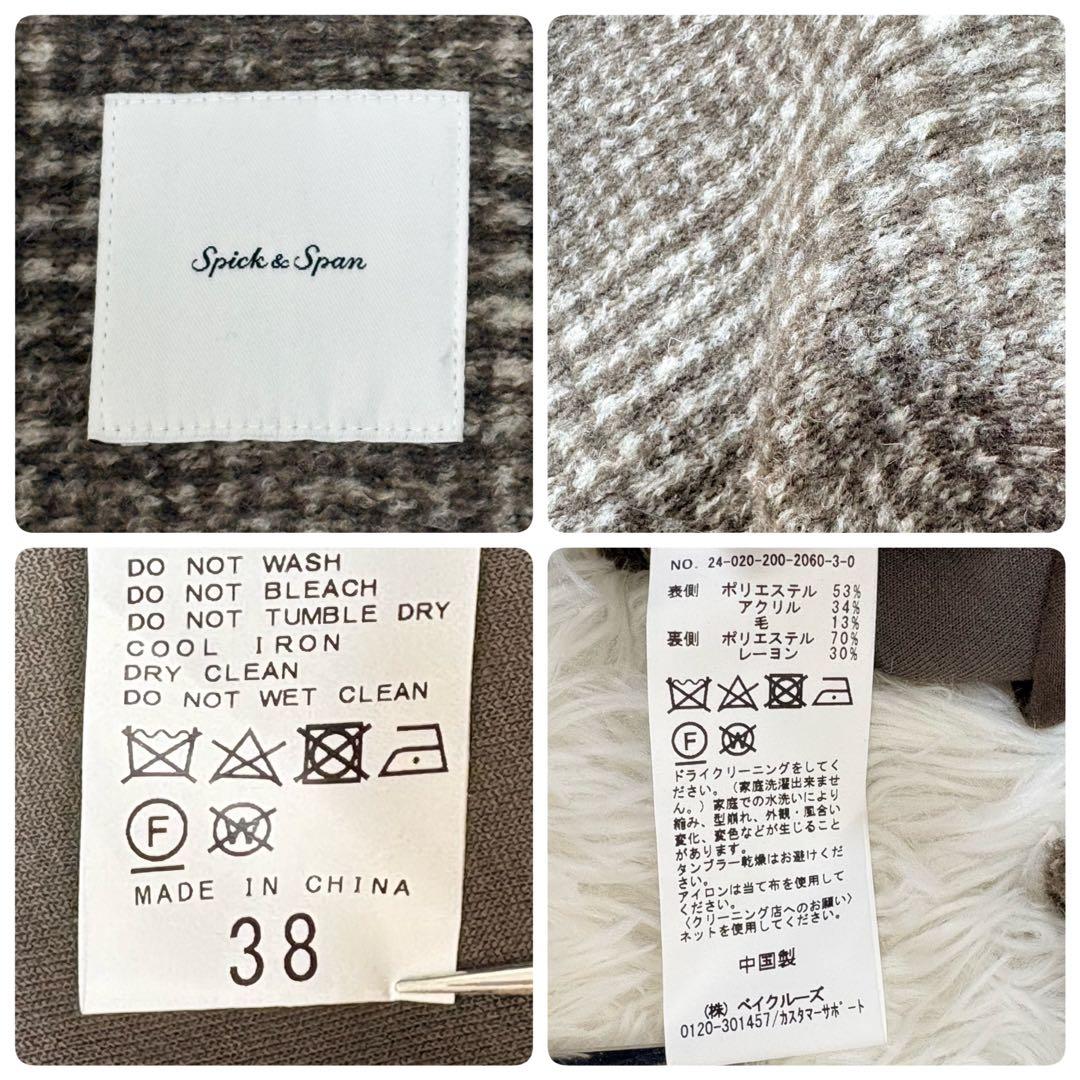 Spick & Span
DO NOT WASH
DO NOT BLEACH
DO NOT TUMBLE DRY
COOL IRON
DRY CLEAN
DO NOT WET CLEAN
F
W
MADE IN CHINA
38
NO. 24-020-200-2060-3-0
表側 ポリエステル 53%
アクリル 34%
毛 13%
裏側 ポリエステル 70%
レーヨン 30%
F
W
ドライクリーニングをしてく
ださい。（家庭洗濯出来ませ
ん。）家庭での水洗いにより
縮み、型崩れ、外観・風合い
変化、変色などが生じること
があります。
タンブラー乾燥はお避けくだ
さい。
アイロンは当て布を使用して
ください。
〈クリーニング店へのお願い〉
ネットを使用してください。
中国製
（株）ベイクルーズ
0120-301457/カスタマーサポート